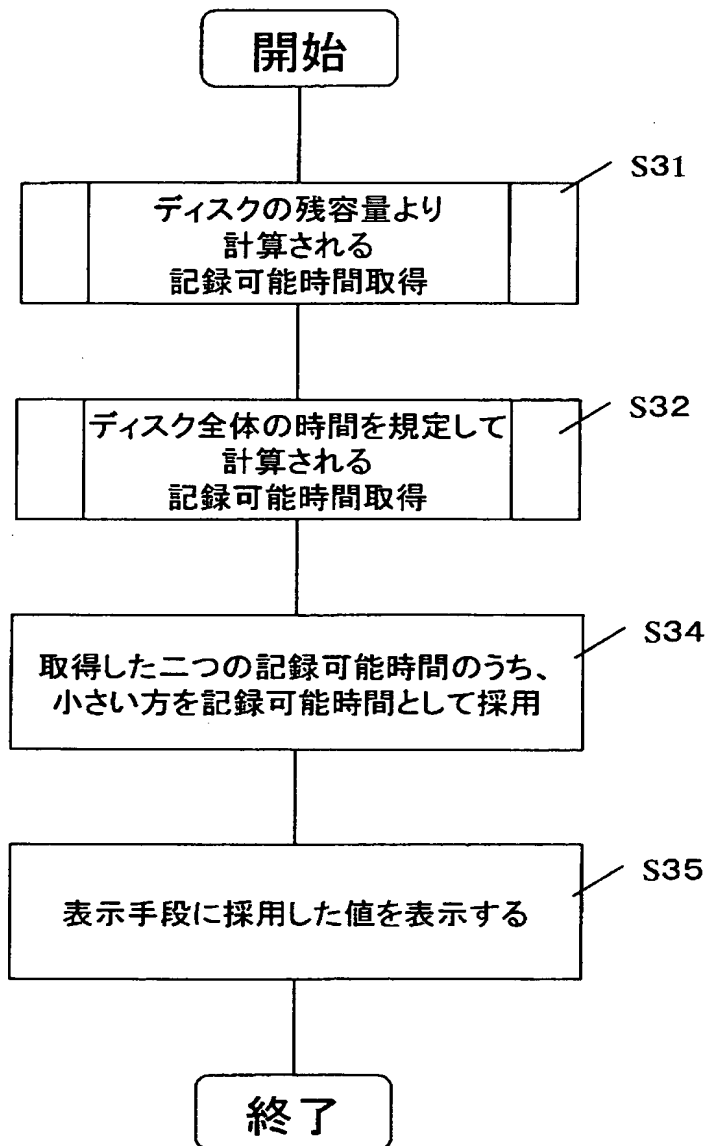 開始
S31
ディスクの残容量より
計算される
記録可能時間取得
S32
ディスク全体の時間を規定して
計算される
記録可能時間取得
S34
取得した二つの記録可能時間のうち、
小さい方を記録可能時間として採用
S35
表示手段に採用した値を表示する
終了